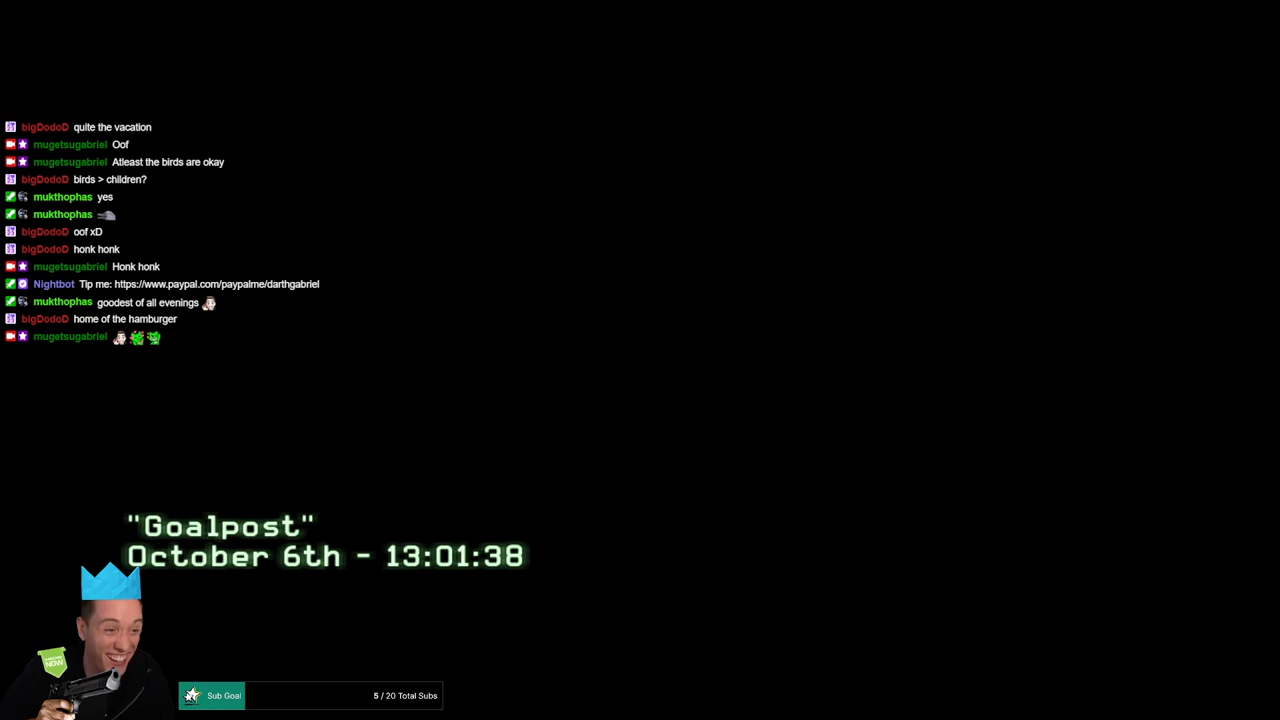 bigDodoD quite the vacation
mugetsugabriel Oof
mugetsugabriel Atleast the birds are okay
bigDodoD birds > children?
mukthophas yes
mukthophas
bigDodoD oof xD
bigDodoD honk honk
mugetsugabriel Honk honk
Nightbot Tip me: https://www.paypal.com/paypalme/darthgabriel
mukthophas goodest of all evenings
bigDodoD home of the hamburger
mugetsugabriel
"Goalpost"
October 6th - 13:01:38
NOW
Sub Goal 5 / 20 Total Subs